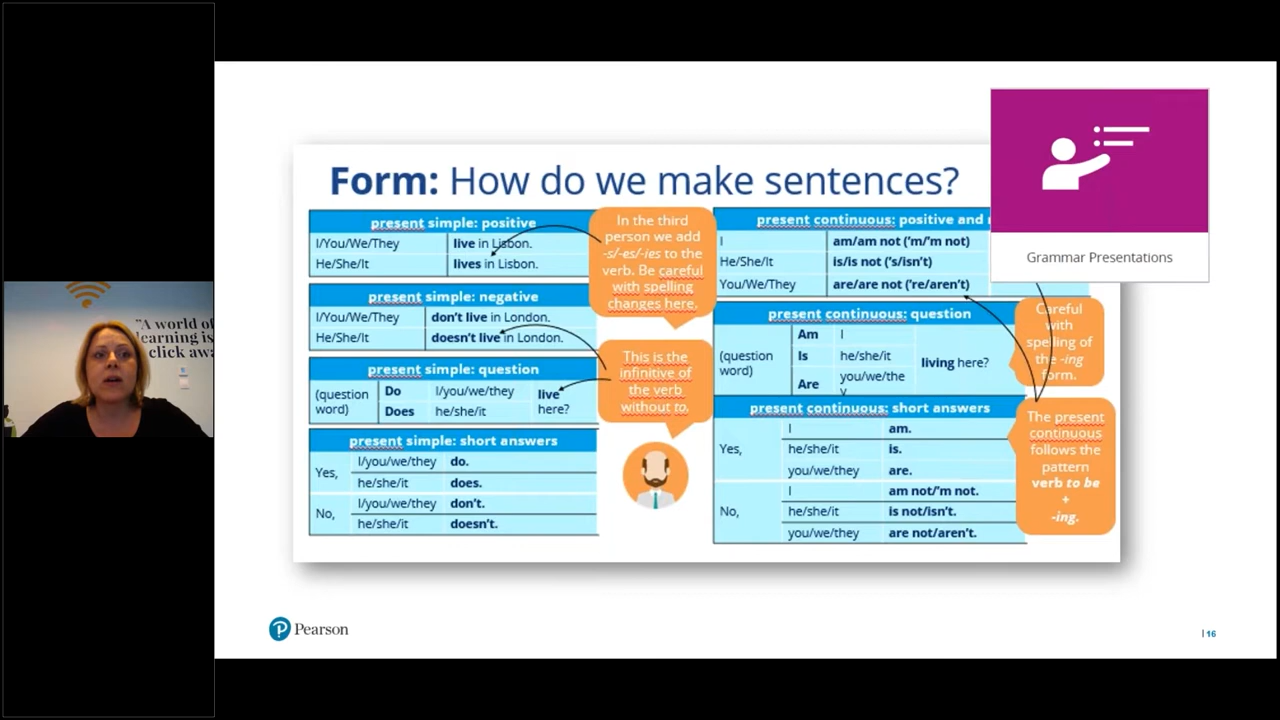 "A world of
learning is
click awa
Form: How do we make sentences?
present simple: positive
I/You/We/They live in Lisbon.
He/She/It lives in Lisbon.
present simple: negative
I/You/We/They don't live in London.
He/She/It doesn't live in London.
present simple: question
(question word) Do I/you/we/they live here?
Does he/she/it
present simple: short answers
Yes, I/you/we/they do.
he/she/it does.
No, I/you/we/they don't.
he/she/it doesn't.
In the third
person we add
-s/-es/-ies to the
verb. Be careful
with spelling
changes here.
This is the
infinitive of
the verb
without to.
present continuous: positive and
I am/am not ('m/'m not)
He/She/It is/is not ('s/isn't)
You/We/They are/are not ('re/aren't)
present continuous: question
(question word) Am I living here?
Is he/she/it
Are you/we/the
y
present continuous: short answers
Yes, I am.
he/she/it is.
you/we/they are.
No, I am not/'m not.
he/she/it is not/isn't.
you/we/they are not/aren't.
Careful
with
spelling of
the -ing
form.
The present
continuous
follows the
pattern
verb to be
+
-ing.
Grammar Presentations
Pearson
| 16